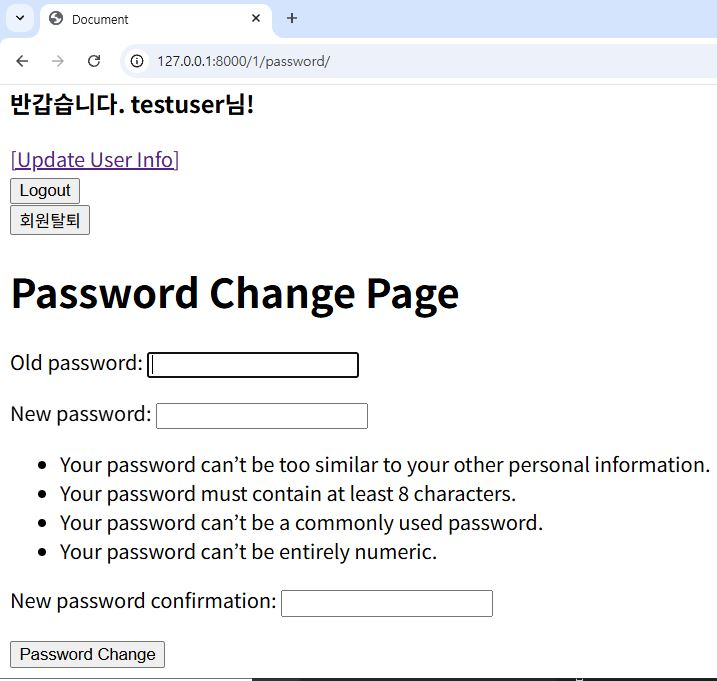 Document
127.0.0.1:8000/1/password/
반갑습니다. testuser님!
[Update User Info]
Logout
회원탈퇴
Password Change Page
Old password:
New password:
• Your password can’t be too similar to your other personal information.
• Your password must contain at least 8 characters.
• Your password can’t be a commonly used password.
• Your password can’t be entirely numeric.
New password confirmation:
Password Change